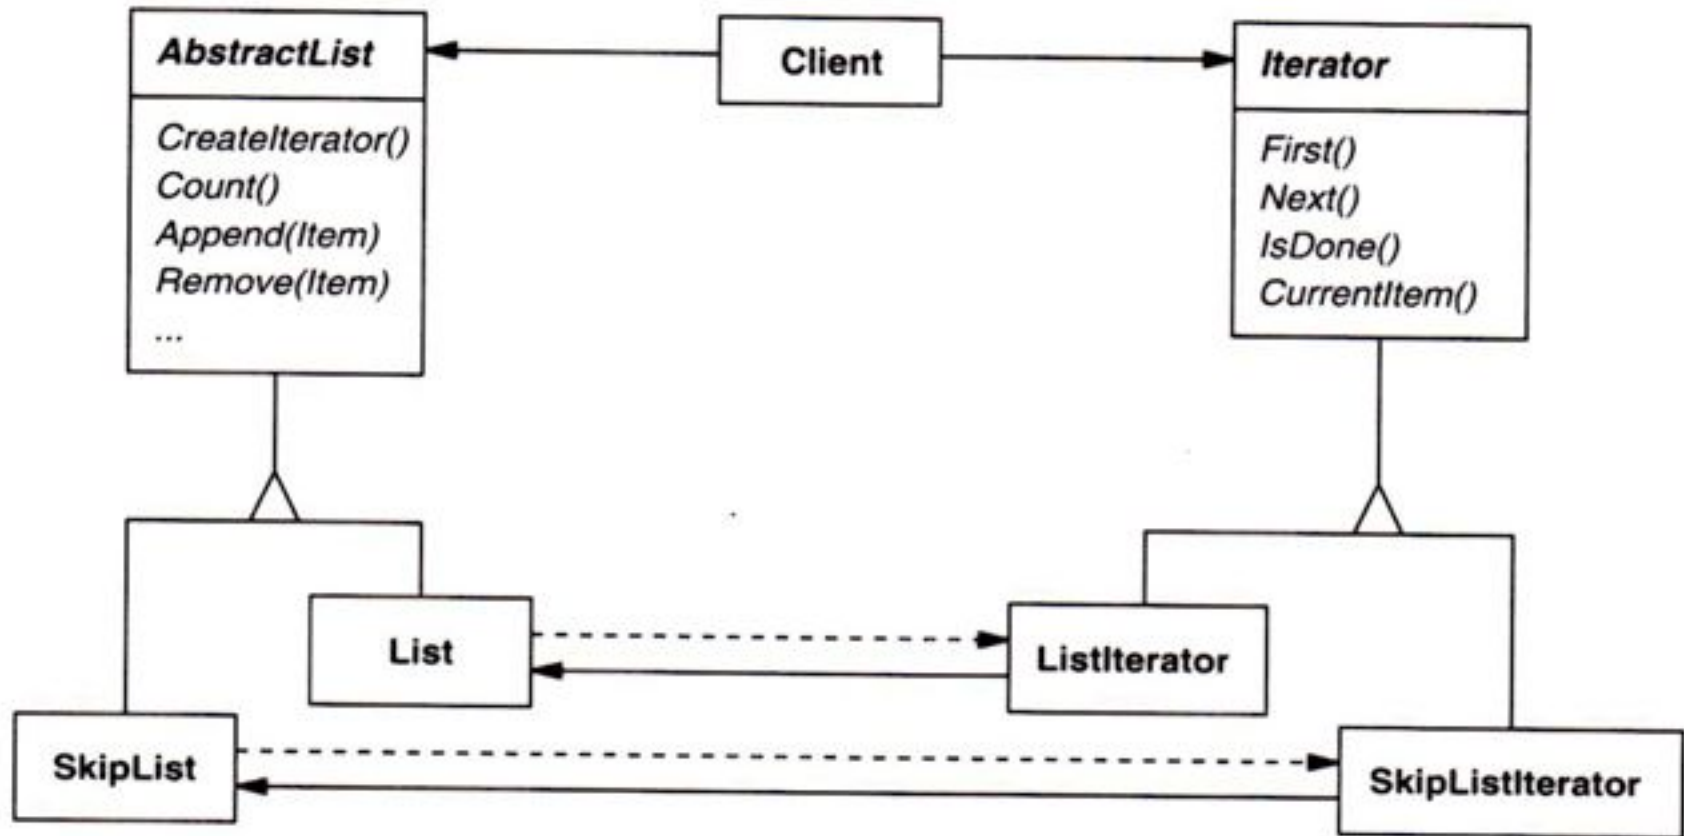 AbstractList
CreateIterator()
Count()
Append(Item)
Remove(Item)
...
Client
Iterator
First()
Next()
IsDone()
CurrentItem()
List
ListIterator
SkipList
SkipListIterator